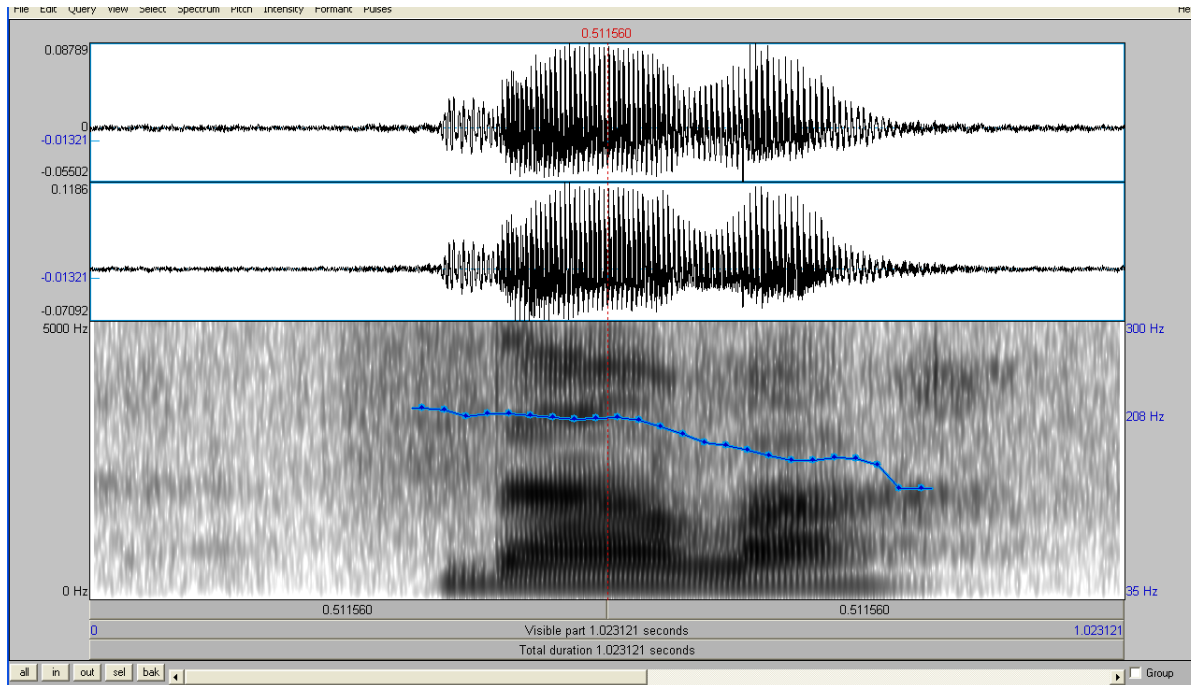 File Edit Query View Select Spectrum Pitch Intensity Formant Pulses He
0.511560
0.08789
0
-0.01321
-0.05502
0.1186
-0.01321
-0.07092
5000 Hz 300 Hz
208 Hz
0 Hz 35 Hz
0.511560 0.511560
0 Visible part 1.023121 seconds 1.023121
Total duration 1.023121 seconds
all in out sel bak Group